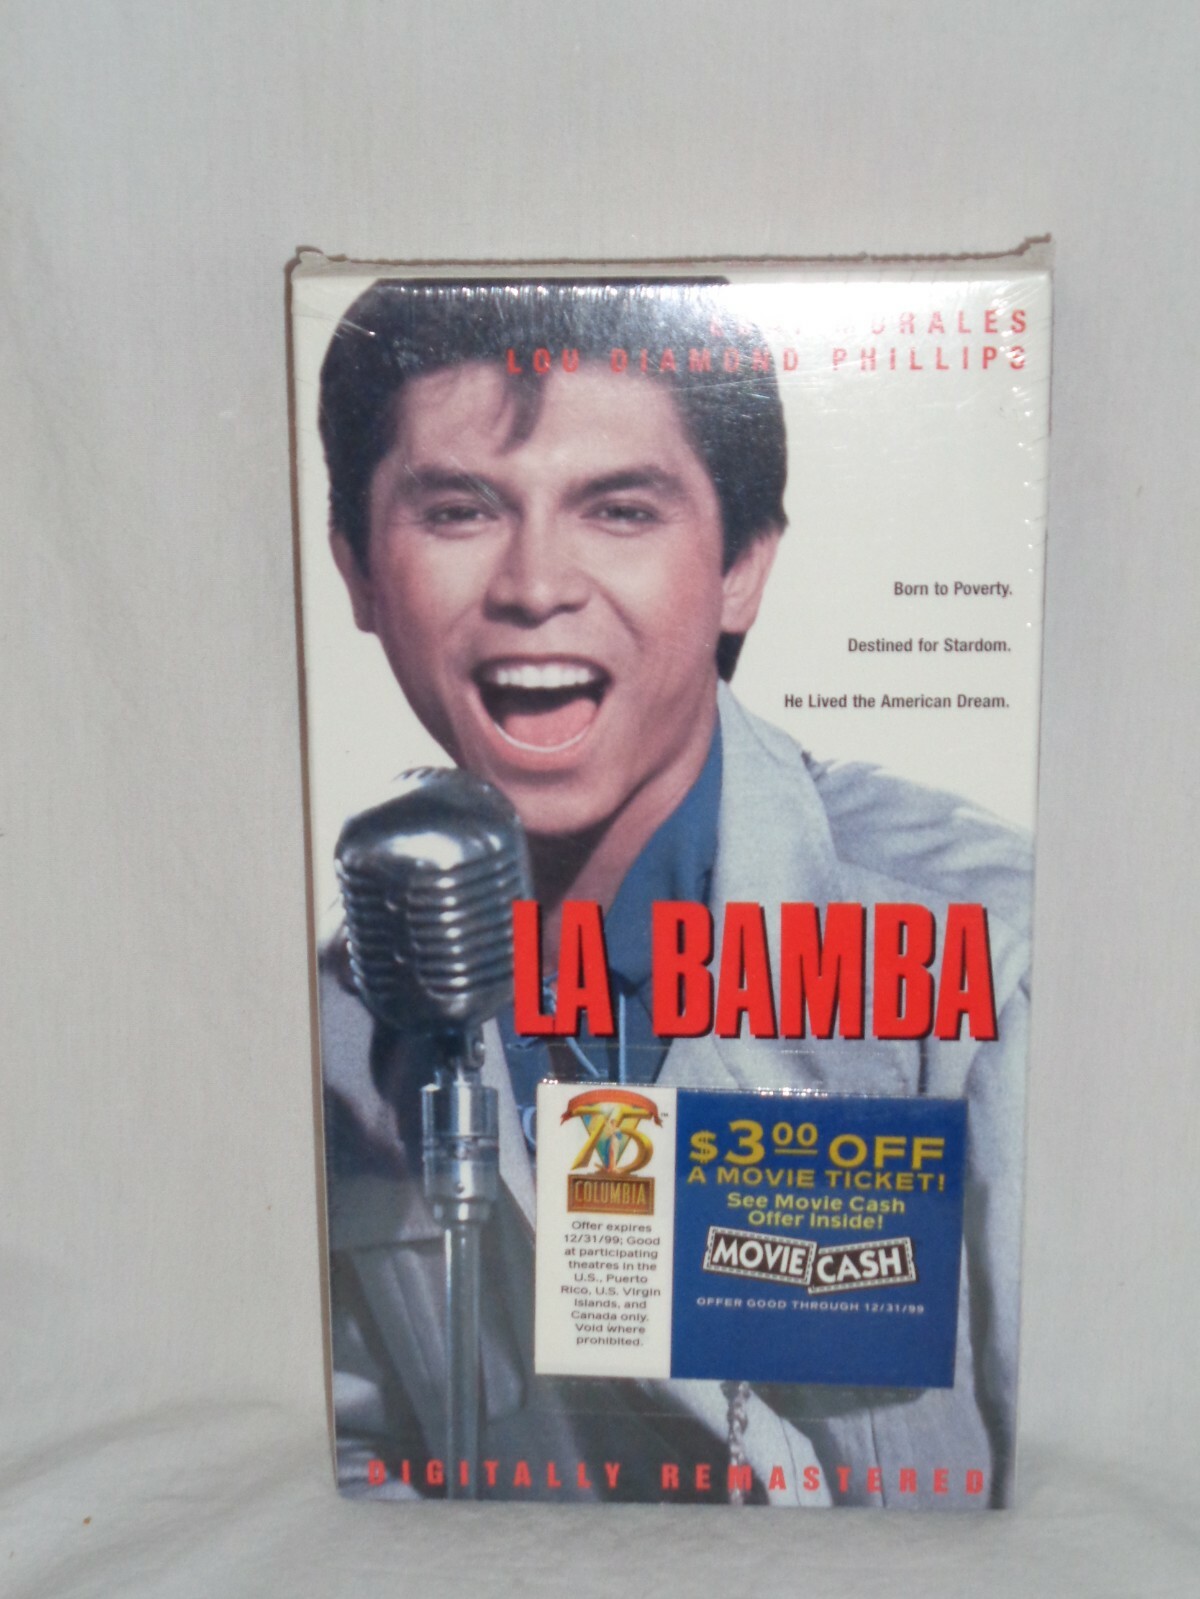 MORALES
LOU DIAMOND PHILLIPS
Born to Poverty.
Destined for Stardom.
He Lived the American Dream.
LA BAMBA
75
COLUMBIA
Offer expires
12/31/99; Good
at participating
theatres in the
U.S., Puerto
Rico, U.S. Virgin
Islands, and
Canada only.
Void where
prohibited.
$3.00 OFF
A MOVIE TICKET!
See Movie Cash
Offer Inside!
MOVIE CASH
OFFER GOOD THROUGH 12/31/99
DIGITALLY REMASTERED